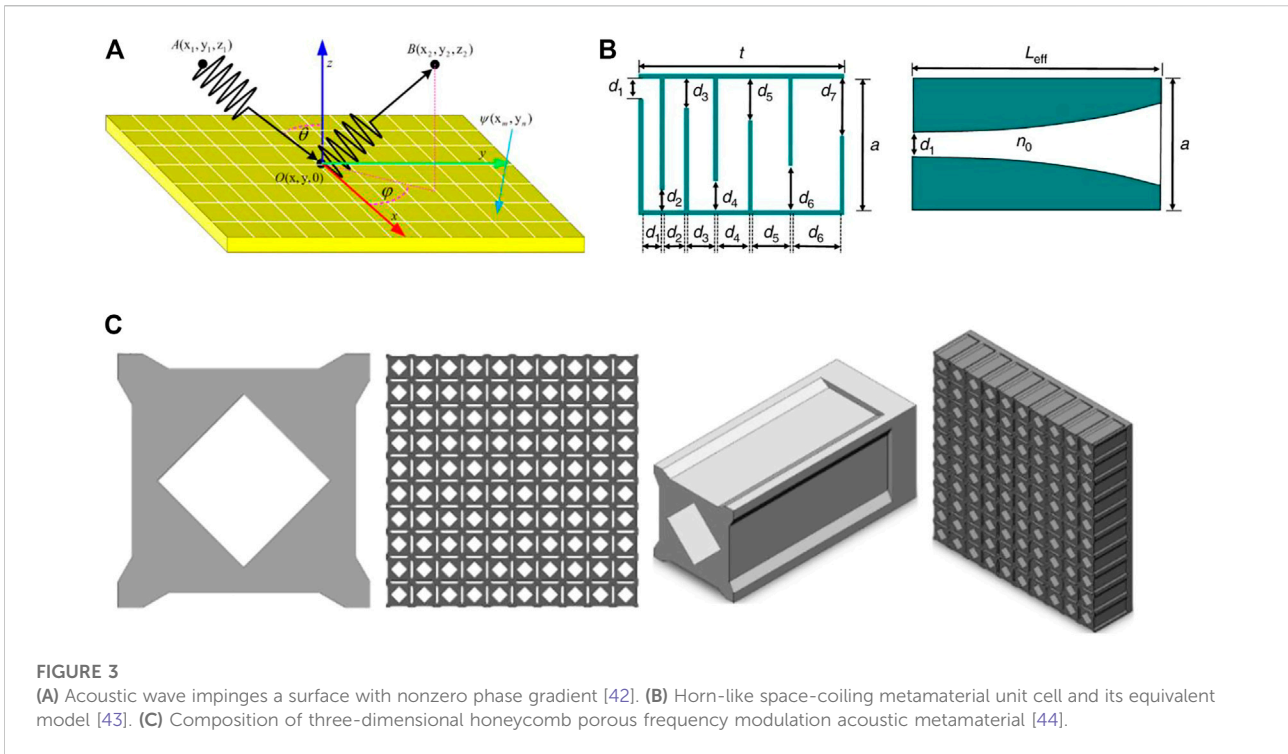 A
A(x₁,y₁,z₁)
B(x₂,y₂,z₂)
z
θ
ψ(xₘ,yₙ)
y
O(x,y,0)
φ
x
B
t
d₁
d₃
d₅
d₇
a
d₂
d₄
d₆
d₁ d₂ d₃ d₄ d₅ d₆
L_eff
d₁
n₀
a
C
FIGURE 3
(A) Acoustic wave impinges a surface with nonzero phase gradient [42]. (B) Horn-like space-coiling metamaterial unit cell and its equivalent
model [43]. (C) Composition of three-dimensional honeycomb porous frequency modulation acoustic metamaterial [44].